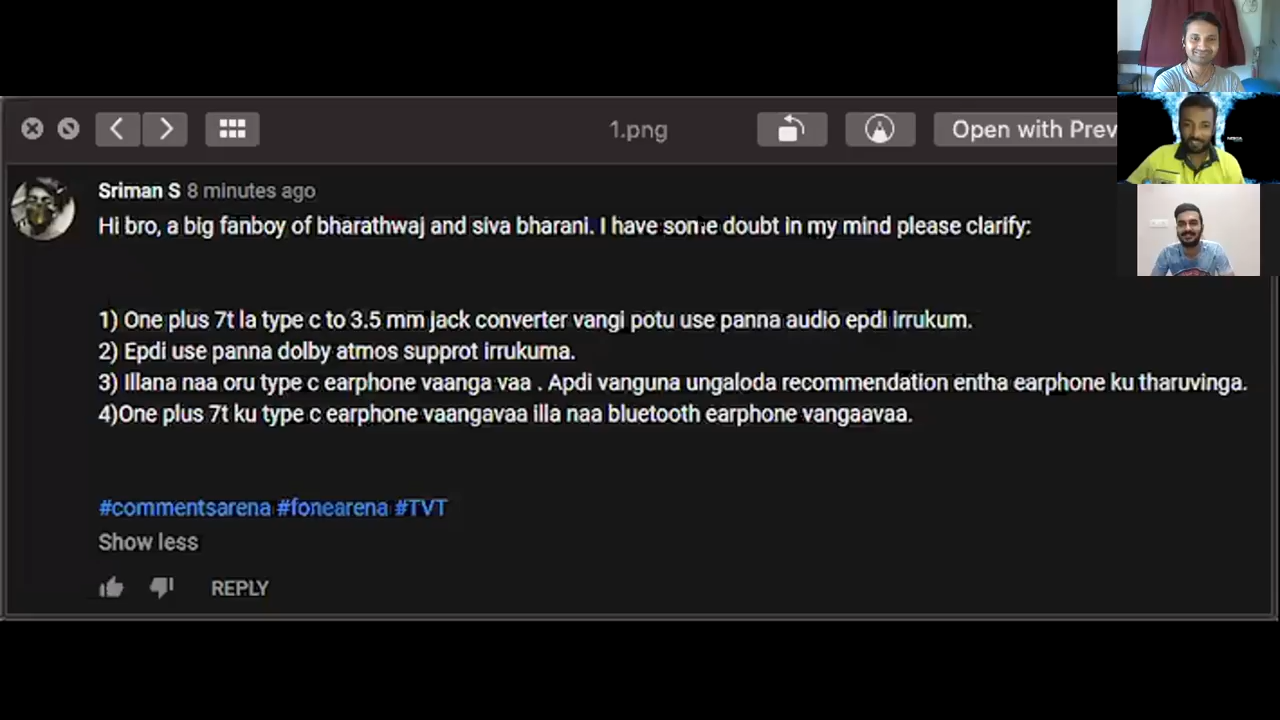 1.png
Open with Prev
Sriman S 8 minutes ago
Hi bro, a big fanboy of bharathwaj and siva bharani. I have some doubt in my mind please clarify:
1) One plus 7t la type c to 3.5 mm jack converter vangi potu use panna audio epdi Irrukum.
2) Epdi use panna dolby atmos supprot irrukuma.
3) Illana naa oru type c earphone vaanga vaa . Apdi vanguna ungaloda recommendation entha earphone ku tharuvinga.
4)One plus 7t ku type c earphone vaangavaa illa naa bluetooth earphone vangaavaa.
#commentsarena #fonearena #TVT
Show less
REPLY